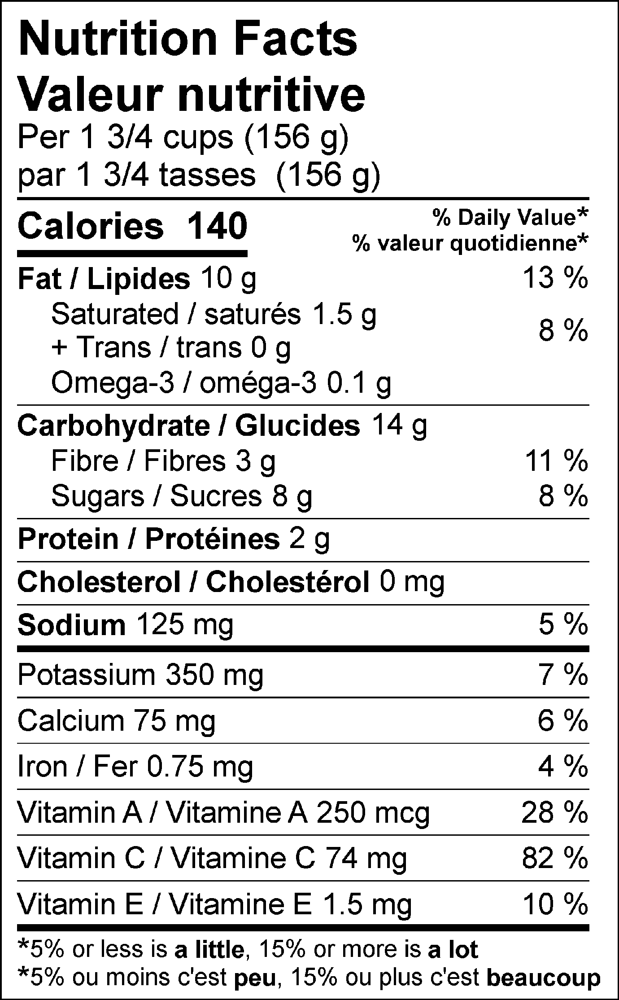 Nutrition Facts
Valeur nutritive
Per 1 3/4 cups (156 g)
par 1 3/4 tasses (156 g)
Calories 140
% Daily Value*
% valeur quotidienne*
Fat / Lipides 10 g 13 %
Saturated / saturés 1.5 g
+ Trans / trans 0 g 8 %
Omega-3 / oméga-3 0.1 g
Carbohydrate / Glucides 14 g
Fibre / Fibres 3 g 11 %
Sugars / Sucres 8 g 8 %
Protein / Protéines 2 g
Cholesterol / Cholestérol 0 mg
Sodium 125 mg 5 %
Potassium 350 mg 7 %
Calcium 75 mg 6 %
Iron / Fer 0.75 mg 4 %
Vitamin A / Vitamine A 250 mcg 28 %
Vitamin C / Vitamine C 74 mg 82 %
Vitamin E / Vitamine E 1.5 mg 10 %
*5% or less is a little, 15% or more is a lot
*5% ou moins c'est peu, 15% ou plus c'est beaucoup